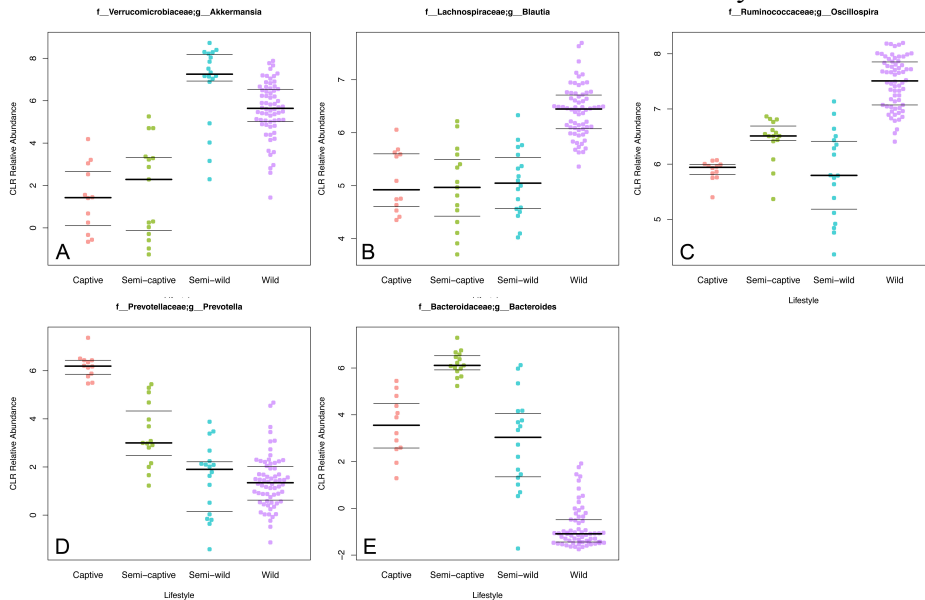 f__Verrucomicrobiaceae;g__Akkermansia
CLR Relative Abundance
8
6
4
2
0
A
Captive Semi−captive Semi−wild Wild
f__Lachnospiraceae;g__Blautia
CLR Relative Abundance
7
6
5
4
B
Captive Semi−captive Semi−wild Wild
f__Ruminococcaceae;g__Oscillospira
CLR Relative Abundance
8
7
6
5
C
Captive Semi−captive Semi−wild Wild
Lifestyle
f__Prevotellaceae;g__Prevotella
CLR Relative Abundance
6
4
2
0
D
Captive Semi−captive Semi−wild Wild
Lifestyle
f__Bacteroidaceae;g__Bacteroides
CLR Relative Abundance
6
4
2
0
−2
E
Captive Semi−captive Semi−wild Wild
Lifestyle